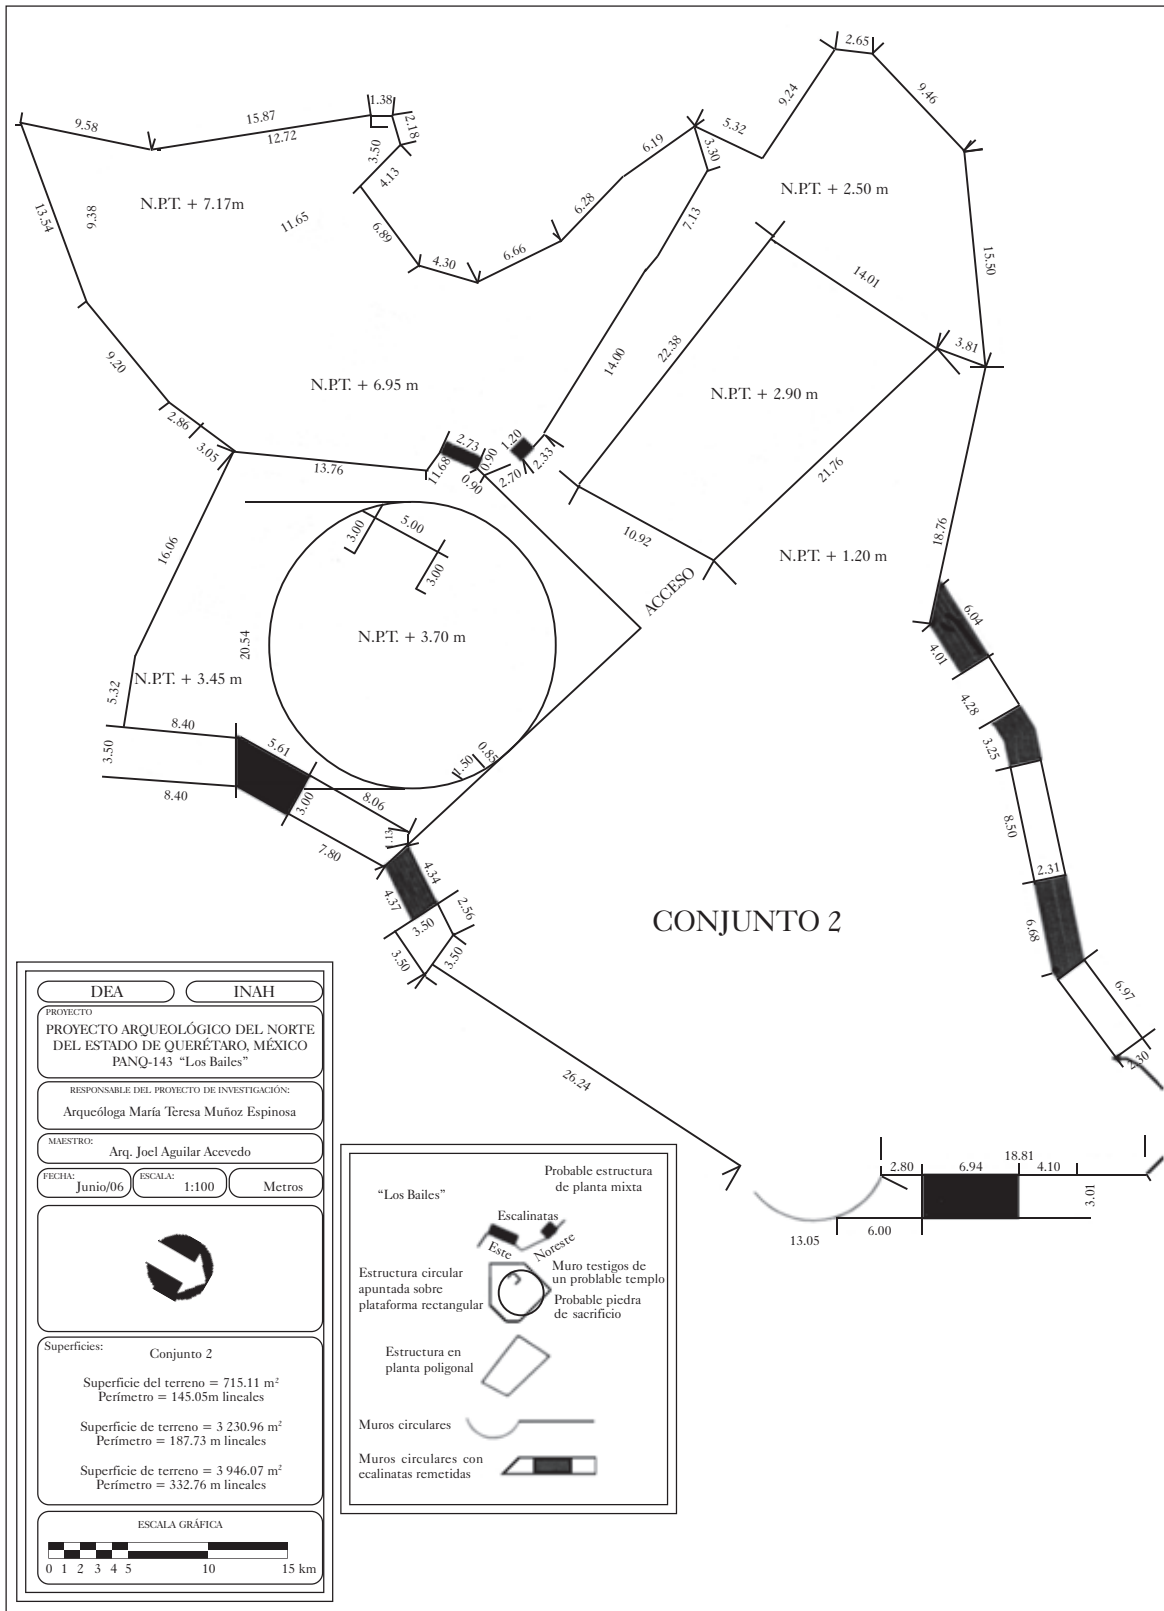 2.65
9.24
9.46
1.38
15.87
12.72
2.18
9.58
3.50
4.13
5.32
6.19
3.30
N.P.T. + 7.17m
N.P.T. + 2.50 m
13.54
9.38
11.65
6.89
6.28
7.13
4.30
6.66
15.50
14.01
3.81
22.38
14.00
9.20
N.P.T. + 6.95 m
N.P.T. + 2.90 m
2.86
3.05
13.76
2.73
11.68
0.90
0.90
1.20
2.70
2.33
21.76
10.92
18.76
16.06
3.00
5.00
3.00
N.P.T. + 1.20 m
ACCESO
20.54
N.P.T. + 3.70 m
N.P.T. + 3.45 m
6.04
4.01
4.28
3.25
5.32
8.40
3.50
8.40
5.61
3.00
8.06
7.80
1.50
0.85
1.13
4.34
4.37
3.50
2.56
3.50
3.50
8.50
2.31
6.68
6.97
2.30
CONJUNTO 2
26.24
18.81
2.80
6.94
4.10
3.01
13.05
6.00
DEA
INAH
PROYECTO
PROYECTO ARQUEOLÓGICO DEL NORTE
DEL ESTADO DE QUERÉTARO, MÉXICO
PANQ-143 “Los Bailes”
RESPONSABLE DEL PROYECTO DE INVESTIGACIÓN:
Arqueóloga María Teresa Muñoz Espinosa
MAESTRO:
Arq. Joel Aguilar Acevedo
FECHA:
Junio/06
ESCALA:
1:100
Metros
Superficies:
Conjunto 2
Superficie del terreno = 715.11 m²
Perímetro = 145.05m lineales
Superficie de terreno = 3 230.96 m²
Perímetro = 187.73 m lineales
Superficie de terreno = 3 946.07 m²
Perímetro = 332.76 m lineales
ESCALA GRÁFICA
0 1 2 3 4 5 10 15 km
“Los Bailes”
Probable estructura
de planta mixta
Escalinatas
Este
Noreste
Estructura circular
apuntada sobre
plataforma rectangular
Muro testigos de
un problable templo
Probable piedra
de sacrificio
Estructura en
planta poligonal
Muros circulares
Muros circulares con
ecalinatas remetidas